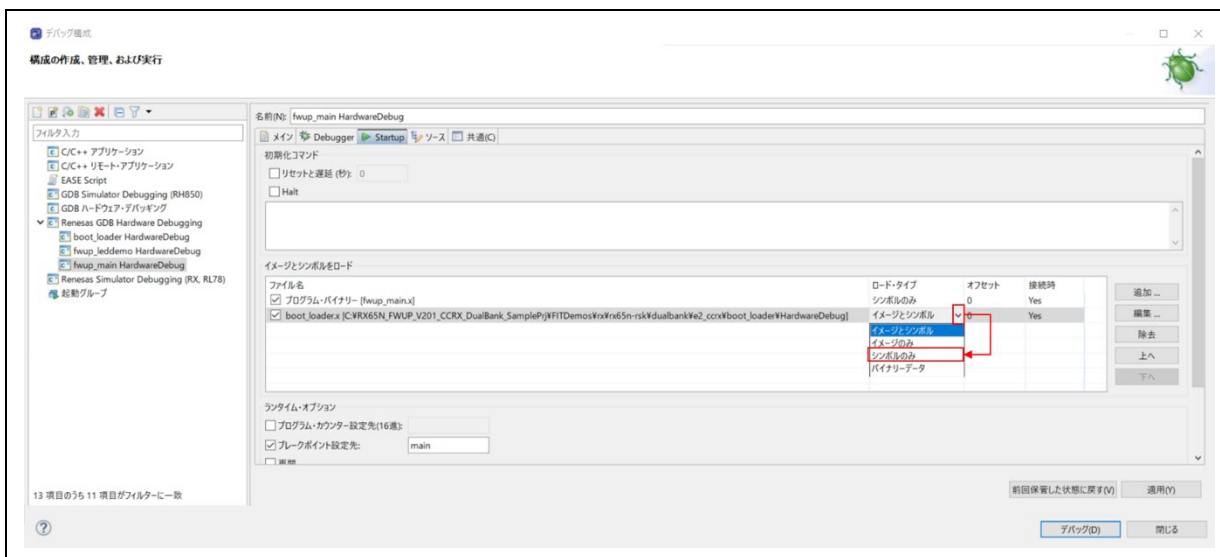 デバッグ構成
構成の作成、管理、および実行
フィルタ入力
C/C++ アプリケーション
C/C++ リモート・アプリケーション
EASE Script
GDB Simulator Debugging (RH850)
GDB ハードウェア・デバッギング
Renesas GDB Hardware Debugging
boot_loader HardwareDebug
fwup_leddemo HardwareDebug
fwup_main HardwareDebug
Renesas Simulator Debugging (RX, RL78)
起動グループ
13 項目のうち 11 項目がフィルターに一致
名前(N): fwup_main HardwareDebug
メイン Debugger Startup ソース 共通(C)
初期化コマンド
リセットと遅延 (秒): 0
Halt
イメージとシンボルをロード
ファイル名 ロード・タイプ オフセット 接続時
プログラム・バイナリー [fwup_main.x] シンボルのみ 0 Yes
boot_loader.x [C:¥RX65N_FWUP_V201_CCRX_DualBank_SamplePrj¥FITDemos¥rx¥rx65n-rsk¥dualbank¥e2_ccrx¥boot_loader¥HardwareDebug] イメージとシンボル 0 Yes
イメージとシンボル
イメージのみ
シンボルのみ
バイナリーデータ
追加 ...
編集 ...
除去
上へ
下へ
ランタイム・オプション
プログラム・カウンター設定先(16進):
ブレークポイント設定先: main
再開
前回保管した状態に戻す(V) 適用(Y)
デバッグ(D) 閉じる